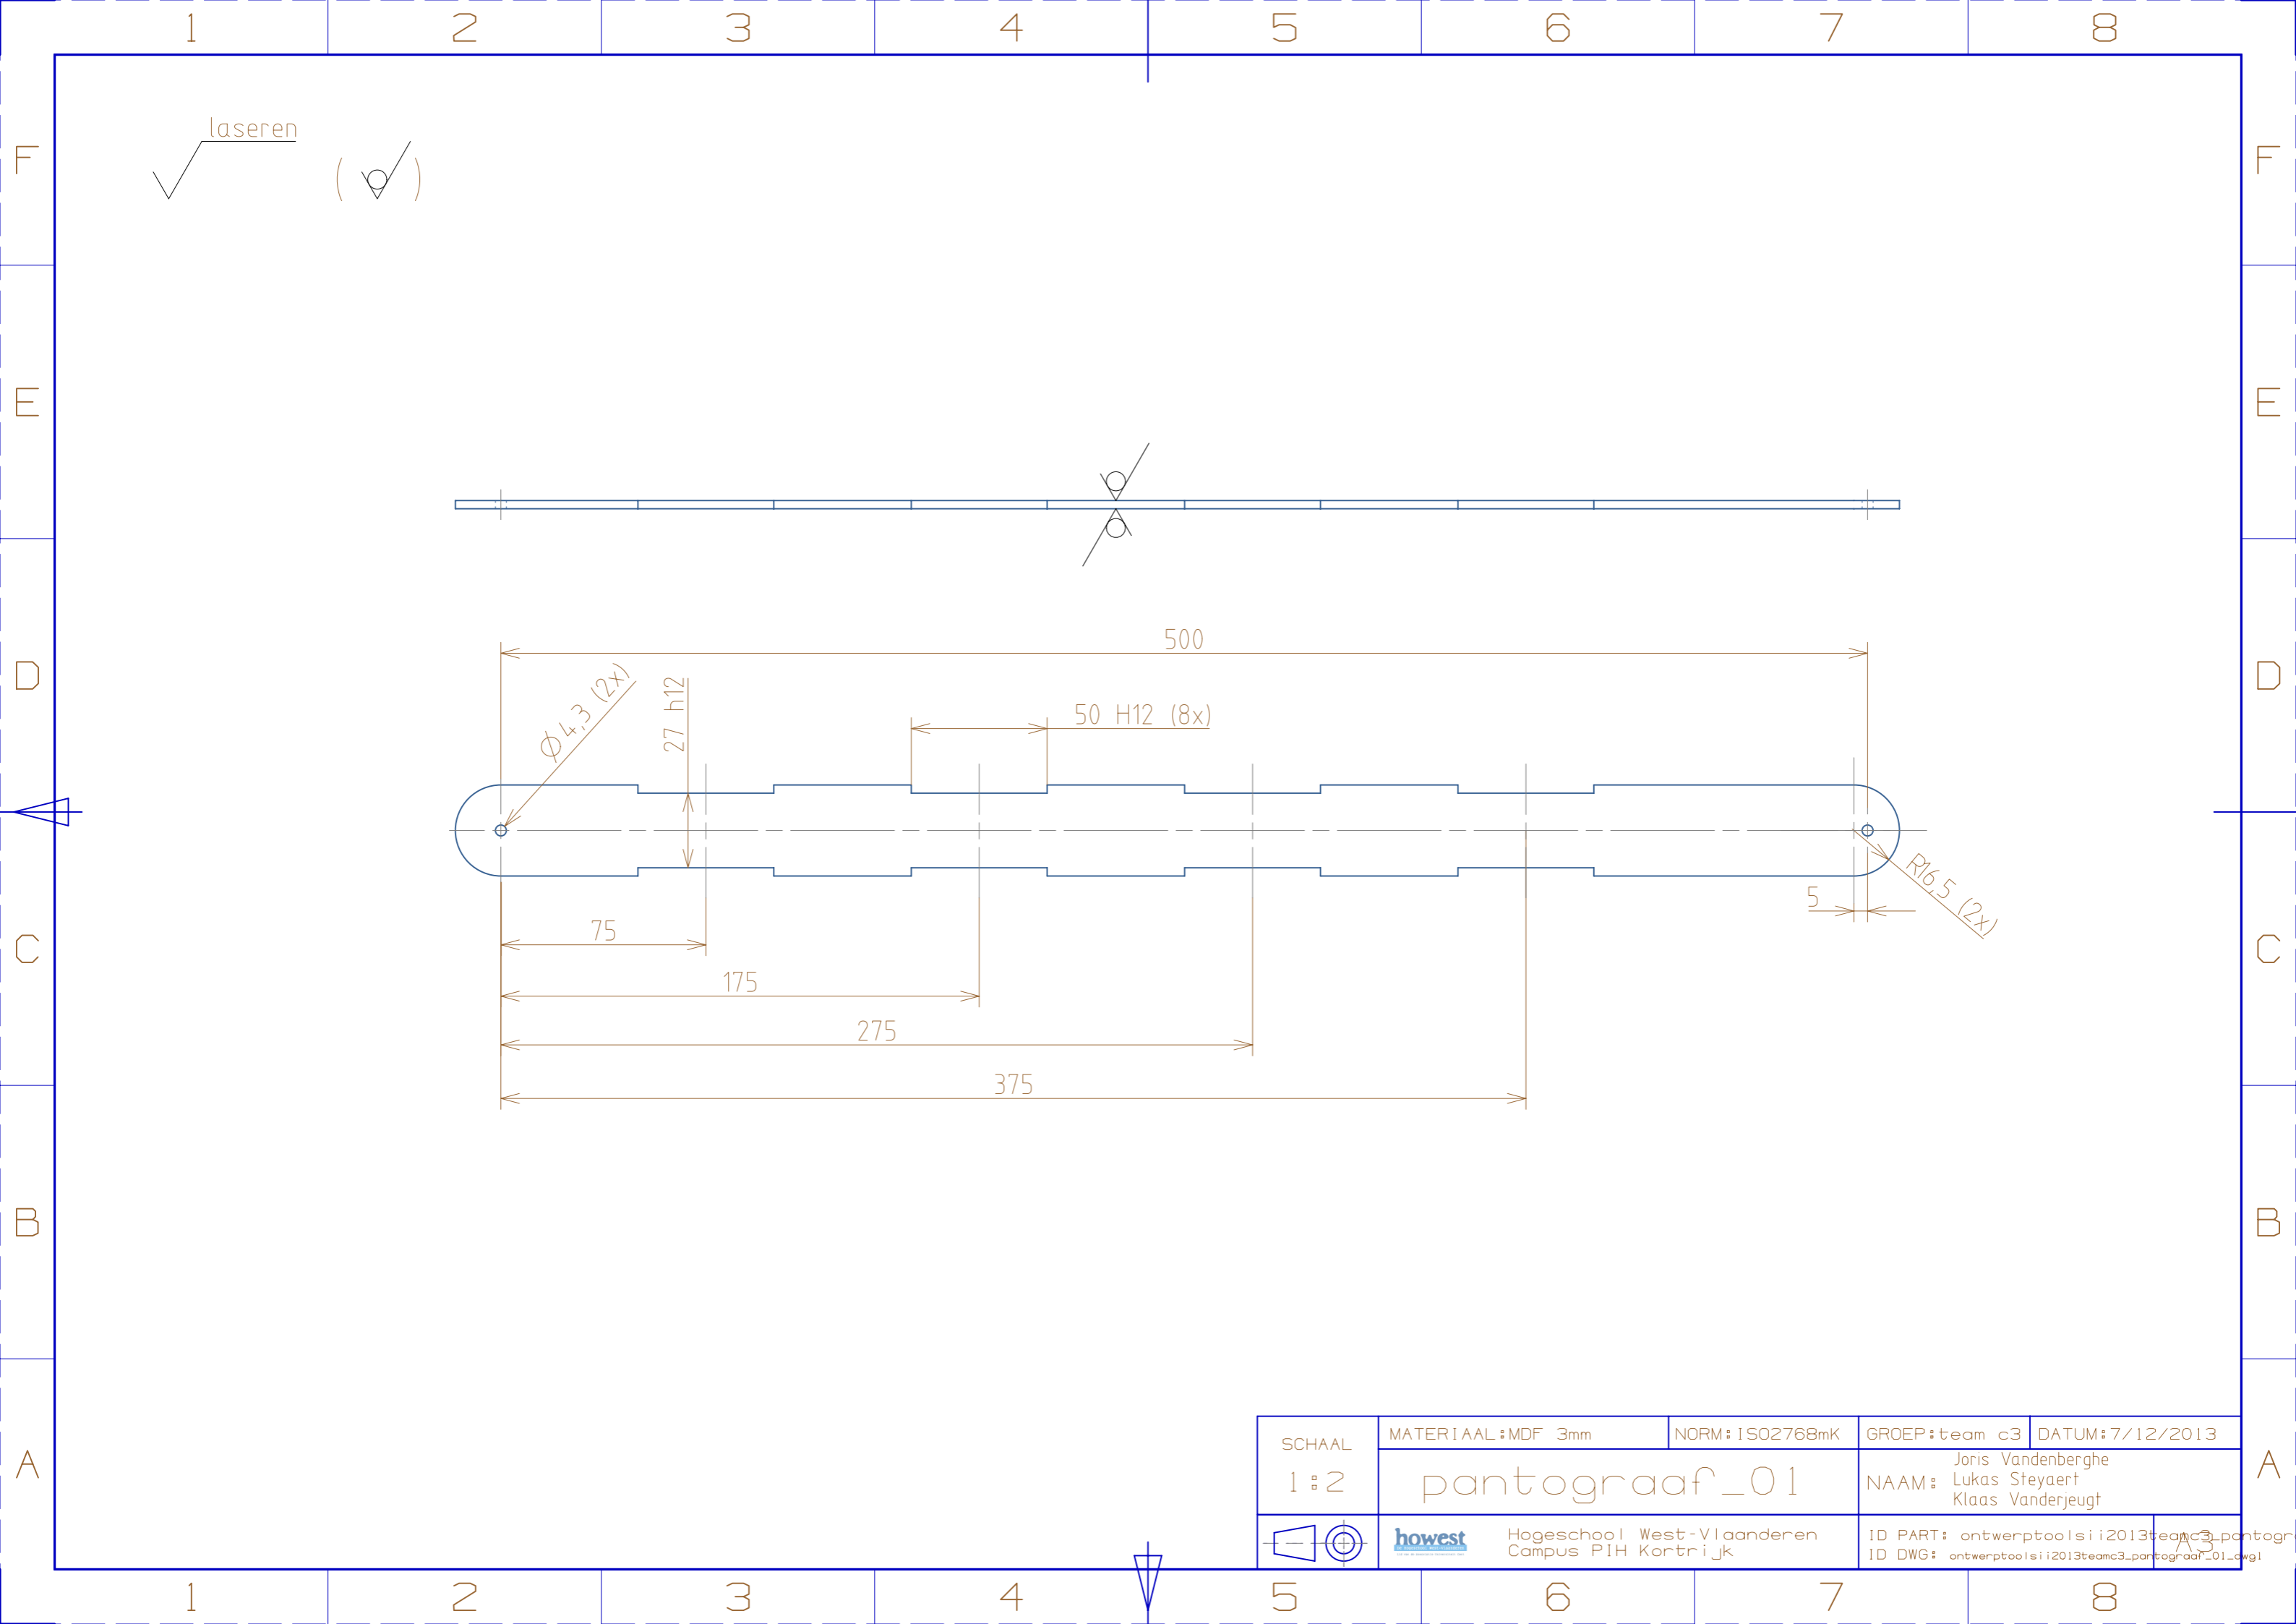 1 2 3 4 5 6 7 8
F F
laseren
( )
E E
D D
500
ϕ 4,3 (2x)
27 h12
50 H12 (8x)
R16,5 (2x)
5
C C
75
175
275
375
B B
A A
SCHAAL
1:2
MATERIAAL:MDF 3mm
NORM:ISO2768mK
GROEP:team c3
DATUM:7/12/2013
pantograaf_01
NAAM:
Joris Vandenberghe
Lukas Steyaert
Klaas Vanderjeugt
howest
Hogeschool West-Vlaanderen
Campus PIH Kortrijk
ID PART: ontwerptoolsii2013teamc3_pantogr
ID DWG: ontwerptoolsii2013teamc3_pantograaf_01_dwg1
A3
1 2 3 4 5 6 7 8